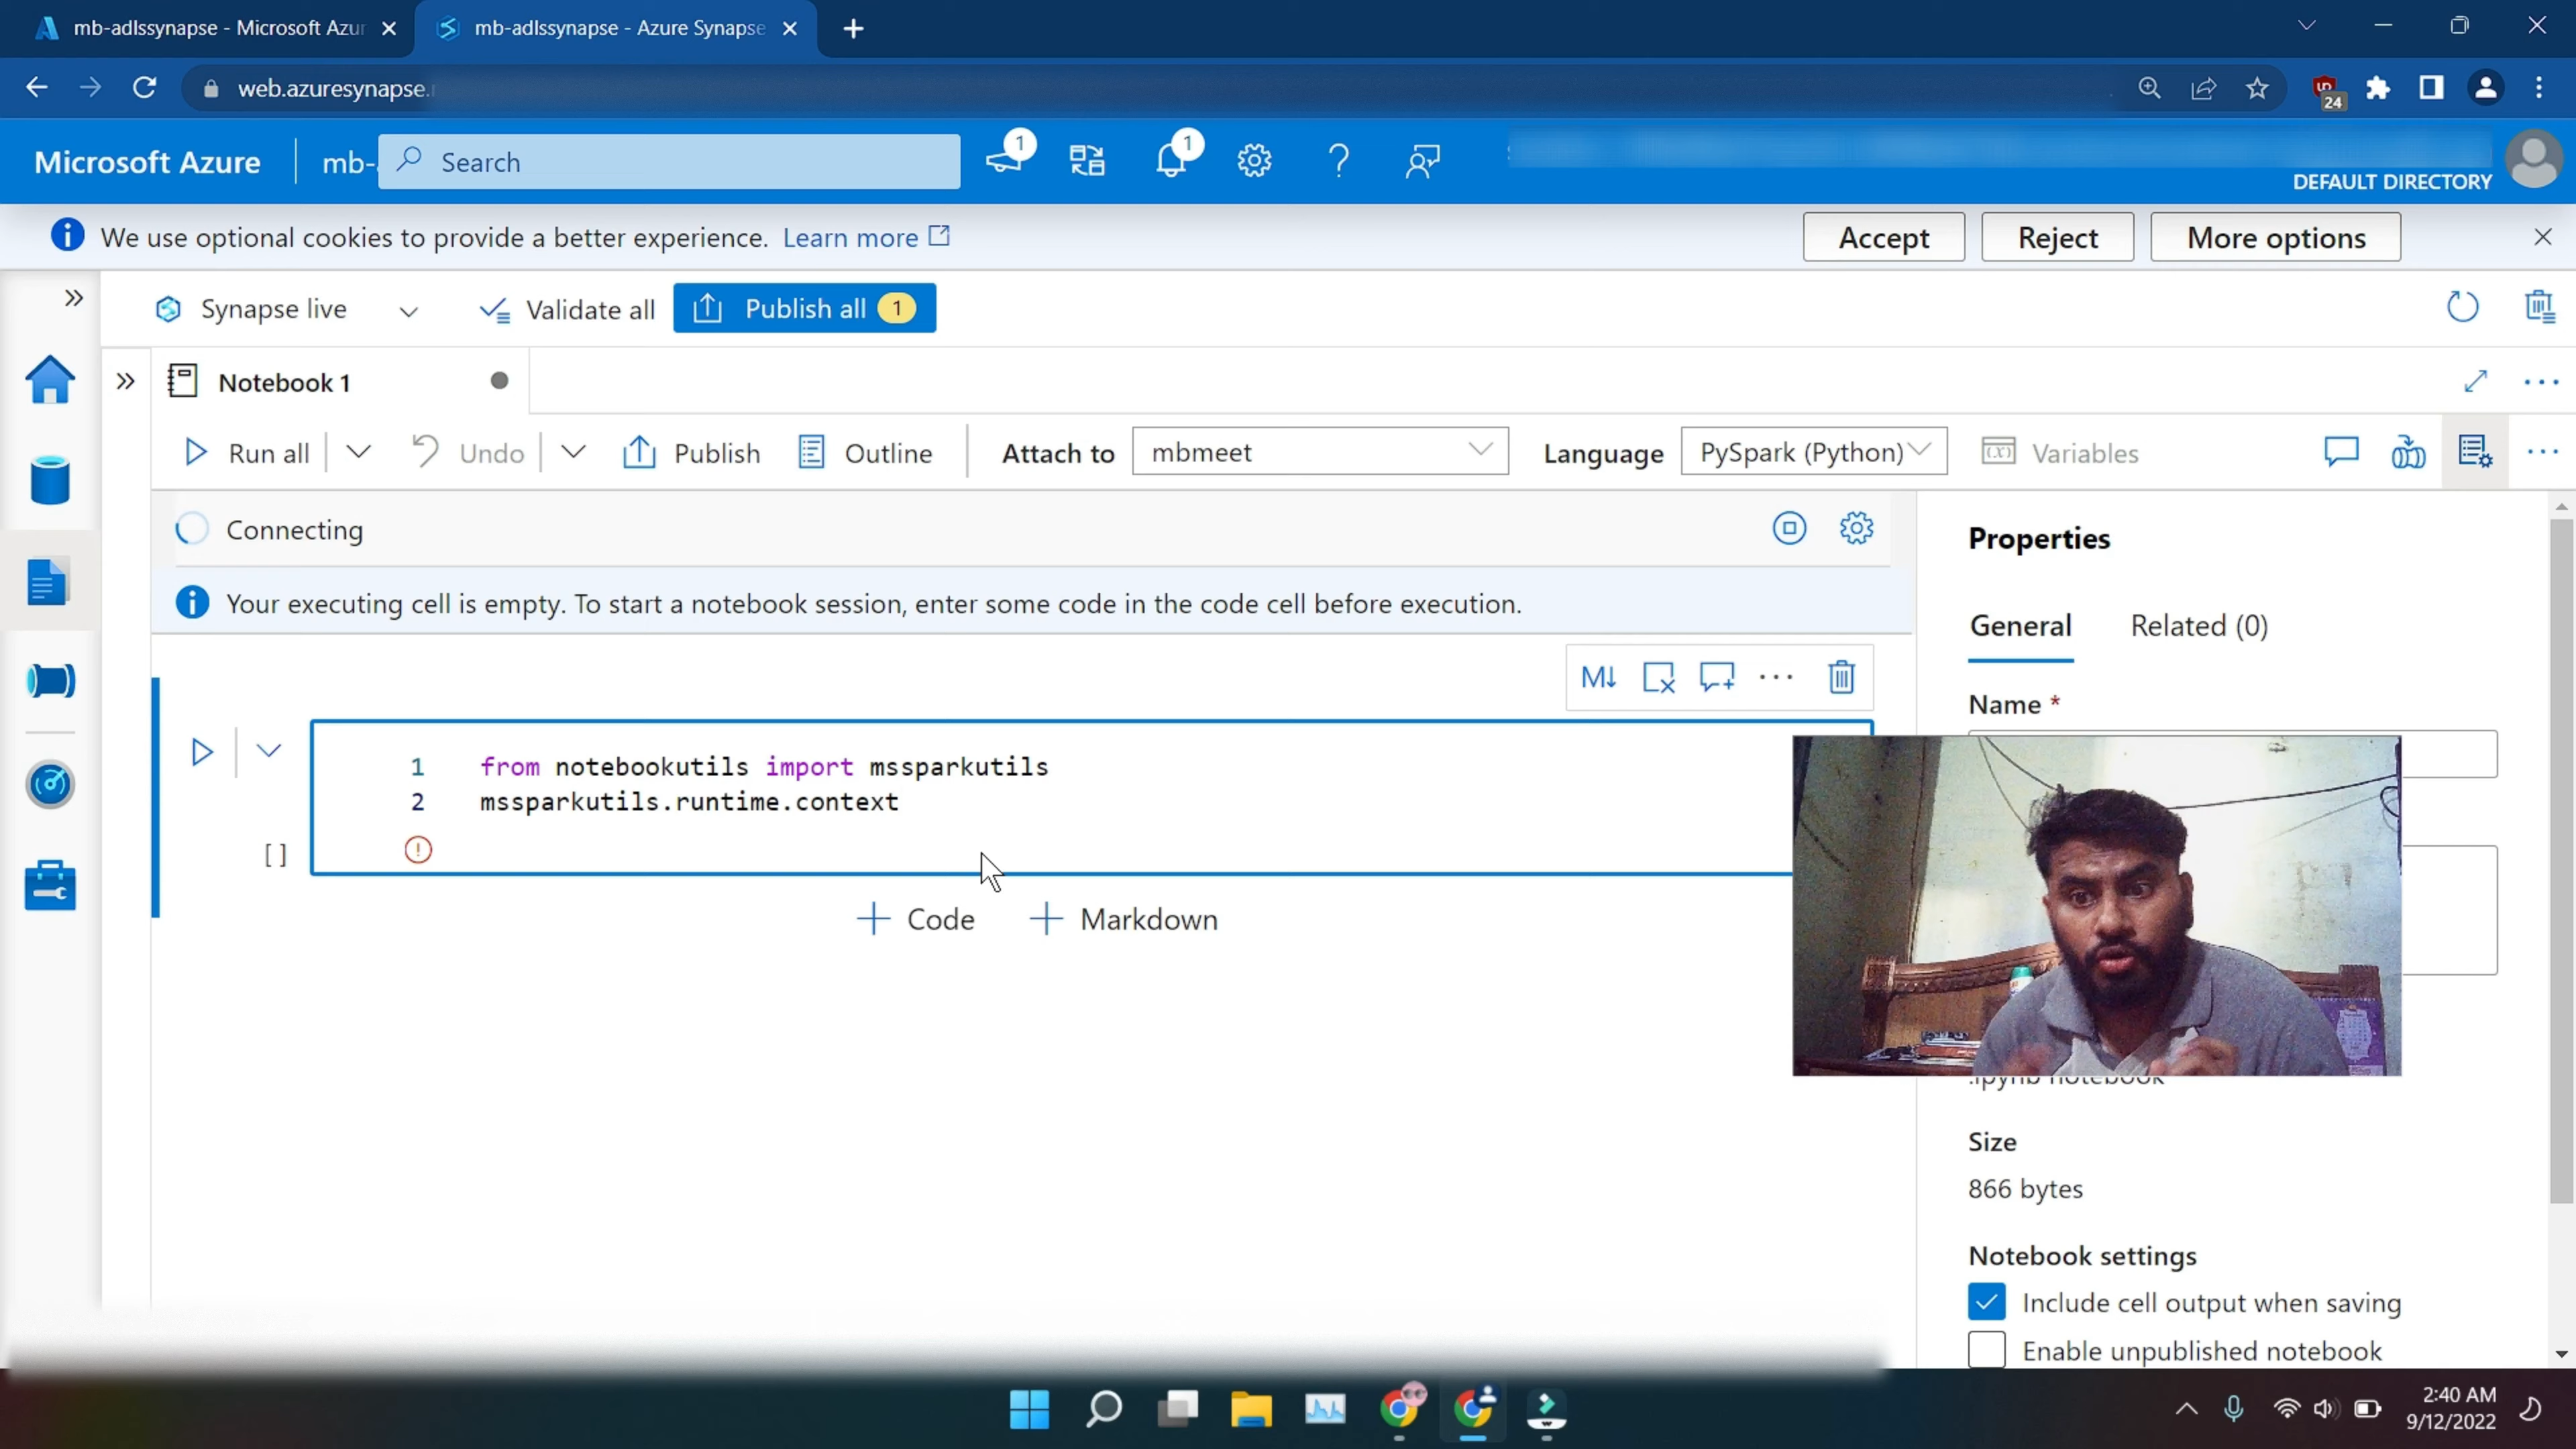 mb-adlssynapse - Microsoft Azur
mb-adlssynapse - Azure Synapse
web.azuresynapse.
24
Microsoft Azure
mb-
Search
1
1
DEFAULT DIRECTORY
We use optional cookies to provide a better experience. Learn more
Accept
Reject
More options
Synapse live
Validate all
Publish all 1
Notebook 1
Run all
Undo
Publish
Outline
Attach to
mbmeet
Language
PySpark (Python)
Variables
Connecting
Your executing cell is empty. To start a notebook session, enter some code in the code cell before execution.
M↓
1 from notebookutils import mssparkutils
2 mssparkutils.runtime.context
[ ]
+ Code
+ Markdown
Properties
General
Related (0)
Name *
.ipynb notebook
Size
866 bytes
Notebook settings
Include cell output when saving
Enable unpublished notebook
2:40 AM
9/12/2022